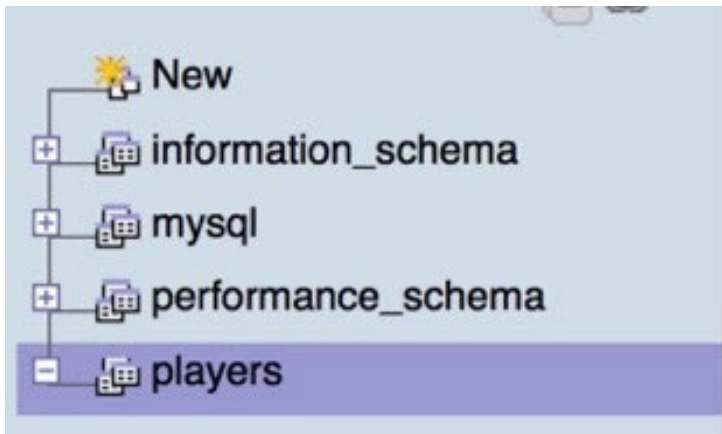 New
information_schema
mysql
performance_schema
players